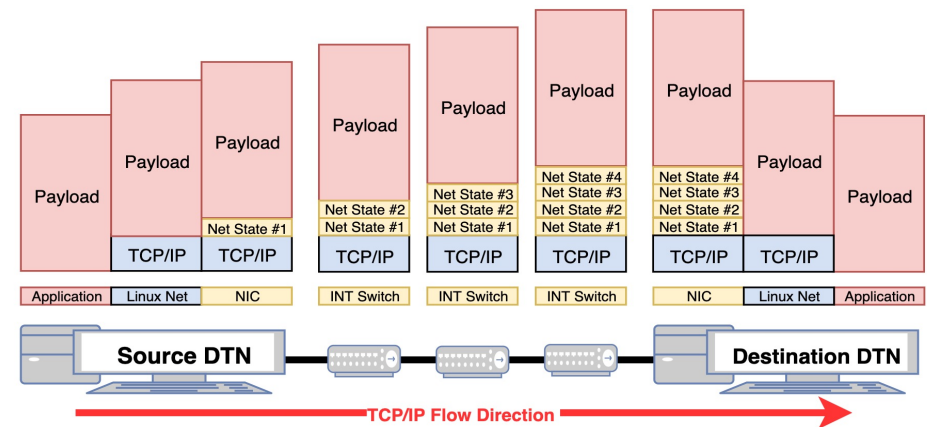 Payload
Payload
Payload
Net State #1
TCP/IP
TCP/IP
Payload
Net State #2
Net State #1
TCP/IP
Payload
Net State #3
Net State #2
Net State #1
TCP/IP
Payload
Net State #4
Net State #3
Net State #2
Net State #1
TCP/IP
Payload
Net State #4
Net State #3
Net State #2
Net State #1
TCP/IP
Payload
TCP/IP
Payload
Application
Linux Net
NIC
INT Switch
INT Switch
INT Switch
NIC
Linux Net
Application
Source DTN
Destination DTN
TCP/IP Flow Direction